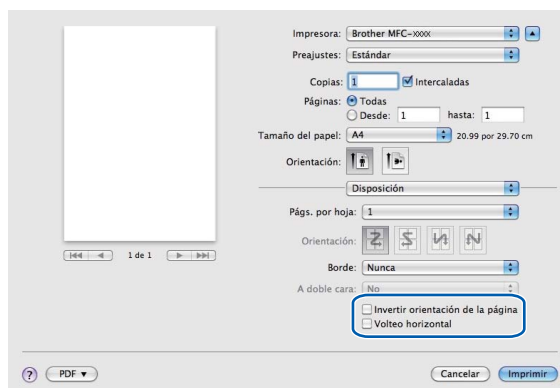 Impresora: Brother MFC-xxxx
Preajustes: Estándar
Copias: 1 Intercaladas
Páginas: Todas
Desde: 1 hasta: 1
Tamaño del papel: A4 20.99 por 29.70 cm
Orientación:
Disposición
Págs. por hoja: 1
Orientación:
1 de 1
Borde: Nunca
A doble cara: No
Invertir orientación de la página
Volteo horizontal
? PDF Cancelar Imprimir